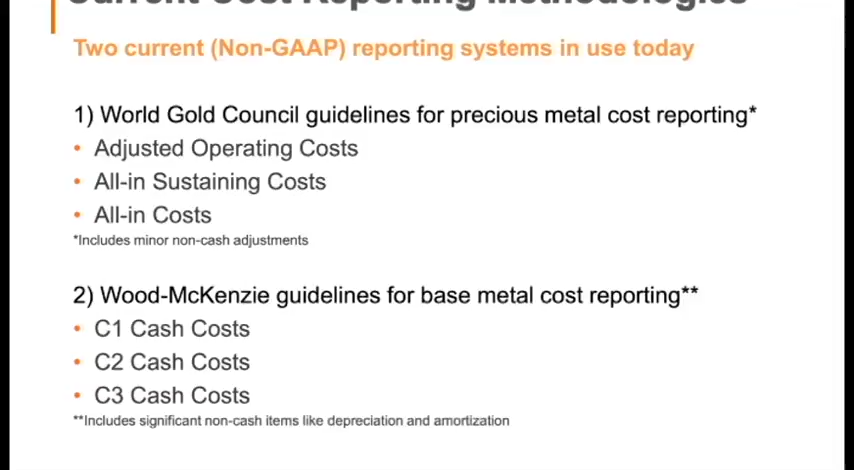 Current Cost Reporting Methodologies
Two current (Non-GAAP) reporting systems in use today
1) World Gold Council guidelines for precious metal cost reporting*
• Adjusted Operating Costs
• All-in Sustaining Costs
• All-in Costs
*Includes minor non-cash adjustments
2) Wood-McKenzie guidelines for base metal cost reporting**
• C1 Cash Costs
• C2 Cash Costs
• C3 Cash Costs
**Includes significant non-cash items like depreciation and amortization